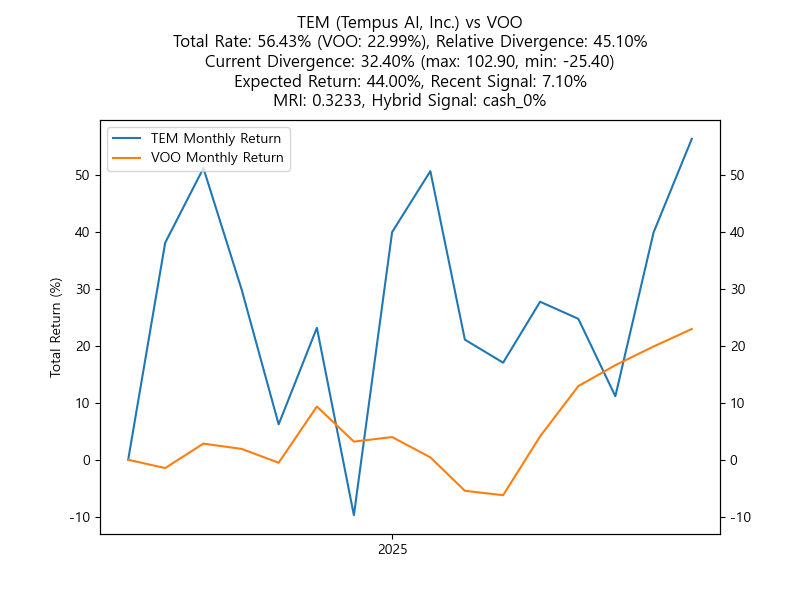 TEM (Tempus AI, Inc.) vs VOO
Total Rate: 56.43% (VOO: 22.99%), Relative Divergence: 45.10%
Current Divergence: 32.40% (max: 102.90, min: -25.40)
Expected Return: 44.00%, Recent Signal: 7.10%
MRI: 0.3233, Hybrid Signal: cash_0%
TEM Monthly Return
VOO Monthly Return
50
40
30
20
10
0
-10
Total Return (%)
50
40
30
20
10
0
-10
2025